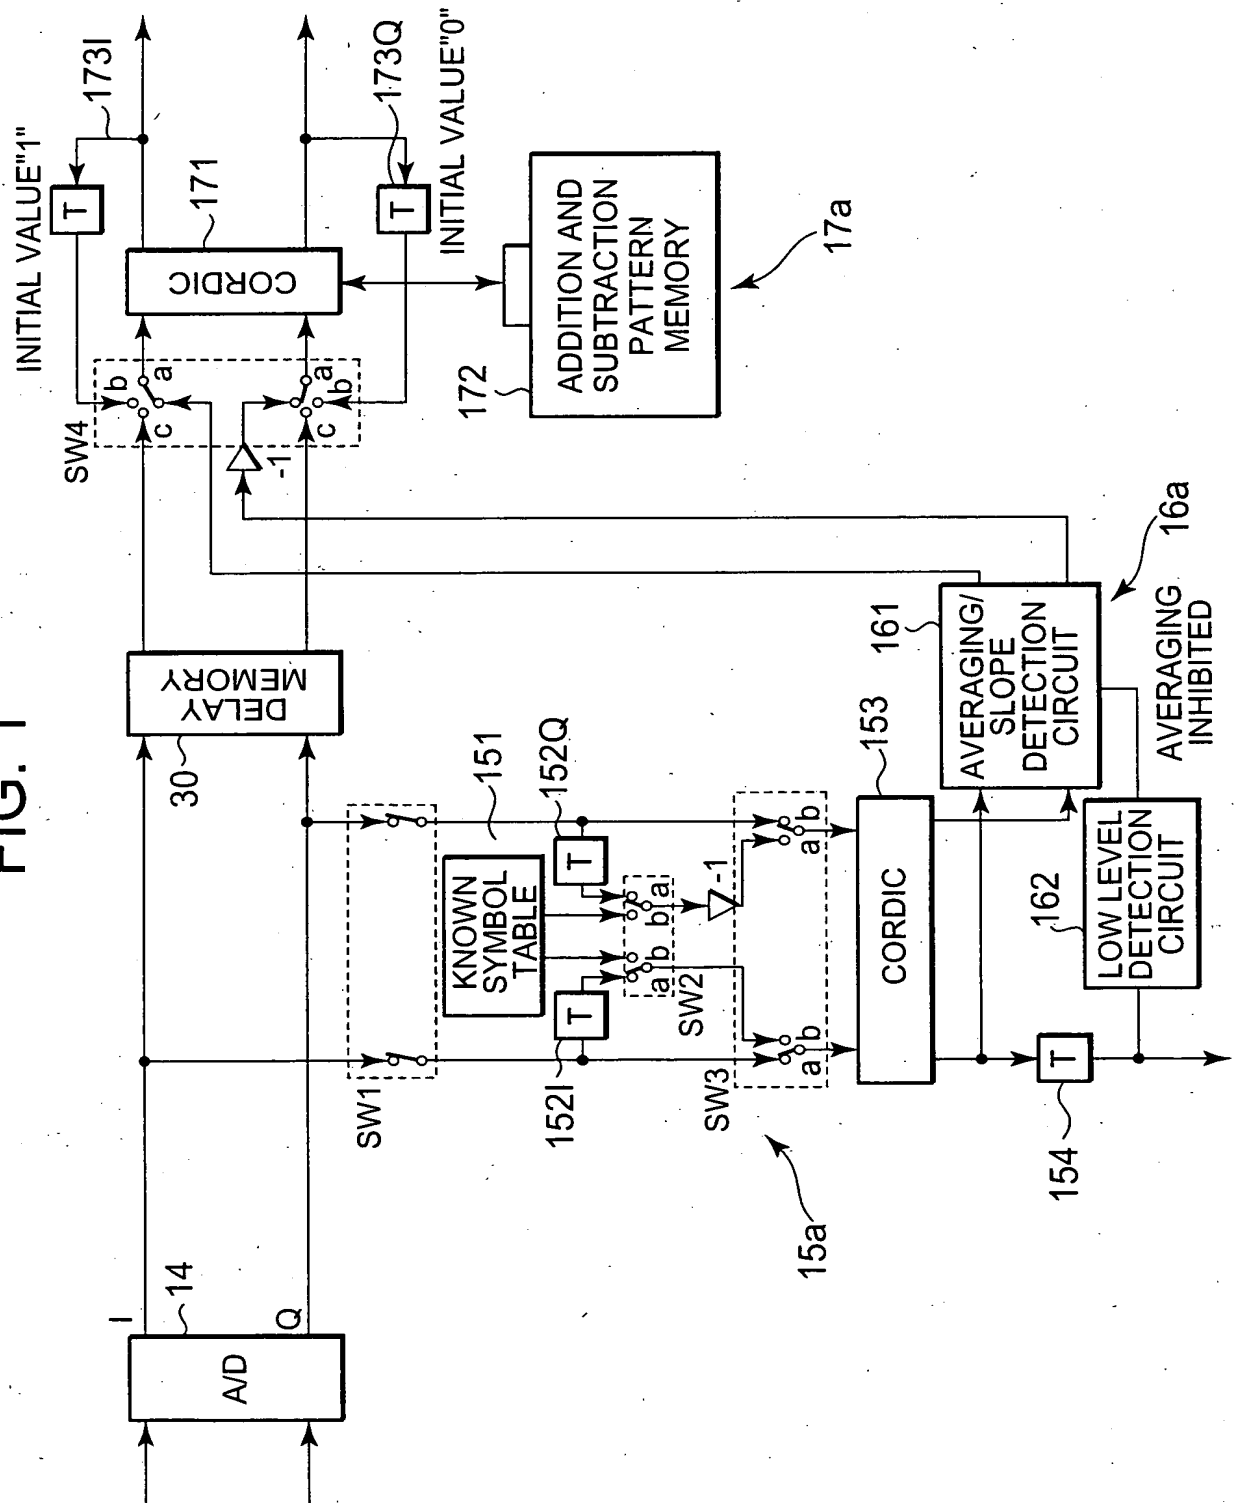 FIG. 1
A/D
14
I
Q
DELAY
MEMORY
30
SW4
b
a
c
a
b
c
-1
CORDIC
171
INITIAL VALUE"1"
T
173I
T
173Q
INITIAL VALUE"0"
172
ADDITION AND
SUBTRACTION
PATTERN
MEMORY
17a
SW1
KNOWN
SYMBOL
TABLE
151
T
152I
T
152Q
SW2
a
b
b
a
-1
SW3
a
b
a
b
15a
CORDIC
153
T
154
161
AVERAGING/
SLOPE
DETECTION
CIRCUIT
16a
162
LOW LEVEL
DETECTION
CIRCUIT
AVERAGING
INHIBITED